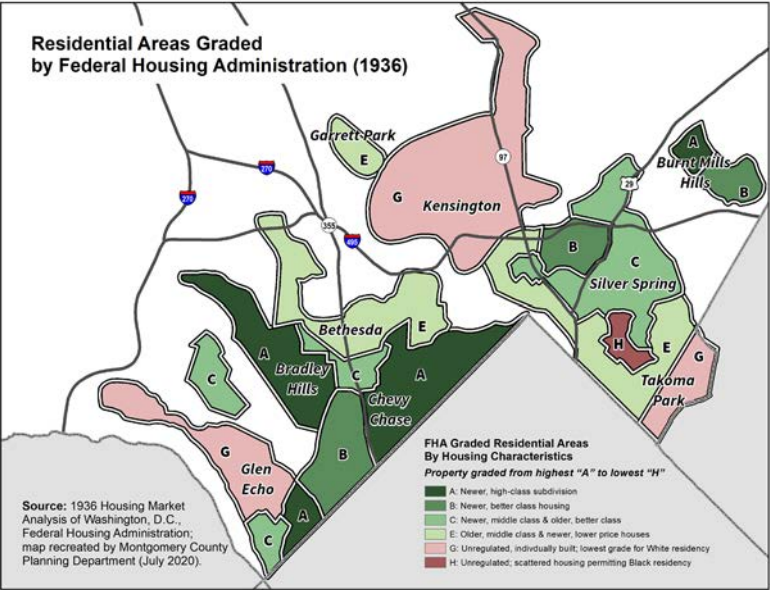 Residential Areas Graded
by Federal Housing Administration (1936)
Garrett Park
E
270
270
97
G
Kensington
29
A
Burnt Mills
Hills
B
355
495
B
C
Silver Spring
Bethesda
E
H
E
G
Takoma
Park
A
Bradley
Hills
C
A
C
Chevy
Chase
B
G
Glen
Echo
A
C
FHA Graded Residential Areas
By Housing Characteristics
Property graded from highest "A" to lowest "H"
A: Newer, high-class subdivision
B: Newer, better class housing
C: Newer, middle class & older, better class
E: Older, middle class & newer, lower price houses
G: Unregulated, indivdually built; lowest grade for White residency
H: Unregulated; scattered housing permitting Black residency
Source: 1936 Housing Market
Analysis of Washington, D.C.,
Federal Housing Administration;
map recreated by Montgomery County
Planning Department (July 2020).